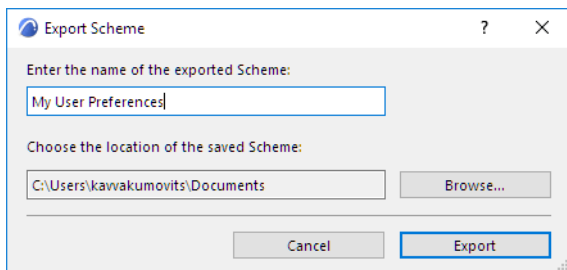 Export Scheme ?
Enter the name of the exported Scheme:
My User Preferences
Choose the location of the saved Scheme:
C:\Users\kavvakumovits\Documents Browse...
Cancel Export